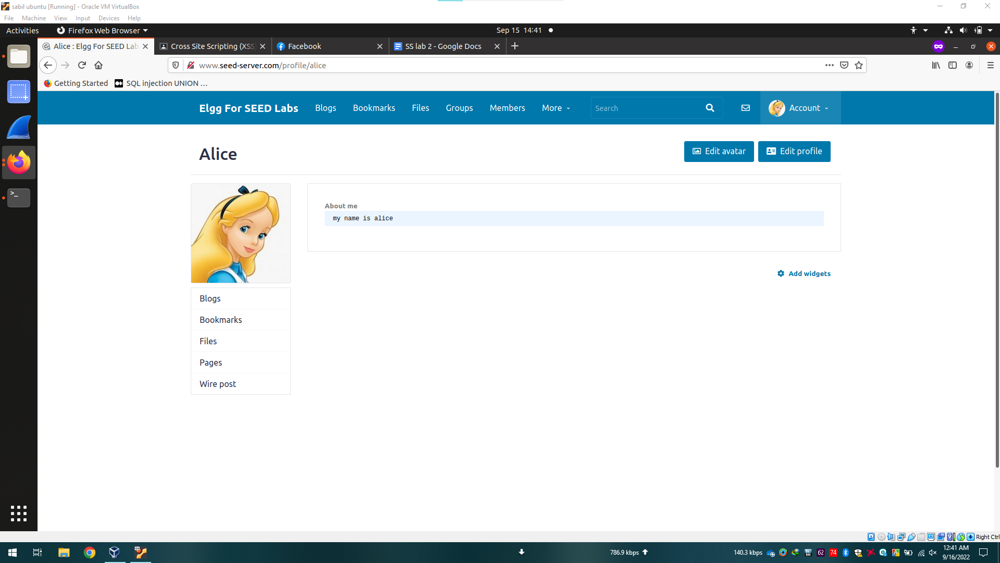 sabil ubuntu [Running] - Oracle VM VirtualBox
File Machine View Input Devices Help
Activities Firefox Web Browser Sep 15 14:41
Alice : Elgg For SEED Lab Cross Site Scripting (XSS) Facebook SS lab 2 - Google Docs
www.seed-server.com/profile/alice
Getting Started SQL injection UNION ...
Elgg For SEED Labs Blogs Bookmarks Files Groups Members More Search Account
Alice Edit avatar Edit profile
About me
my name is alice
Add widgets
Blogs
Bookmarks
Files
Pages
Wire post
Right Ctrl
786.9 kbps 140.3 kbps 62 74 12:41 AM
9/16/2022